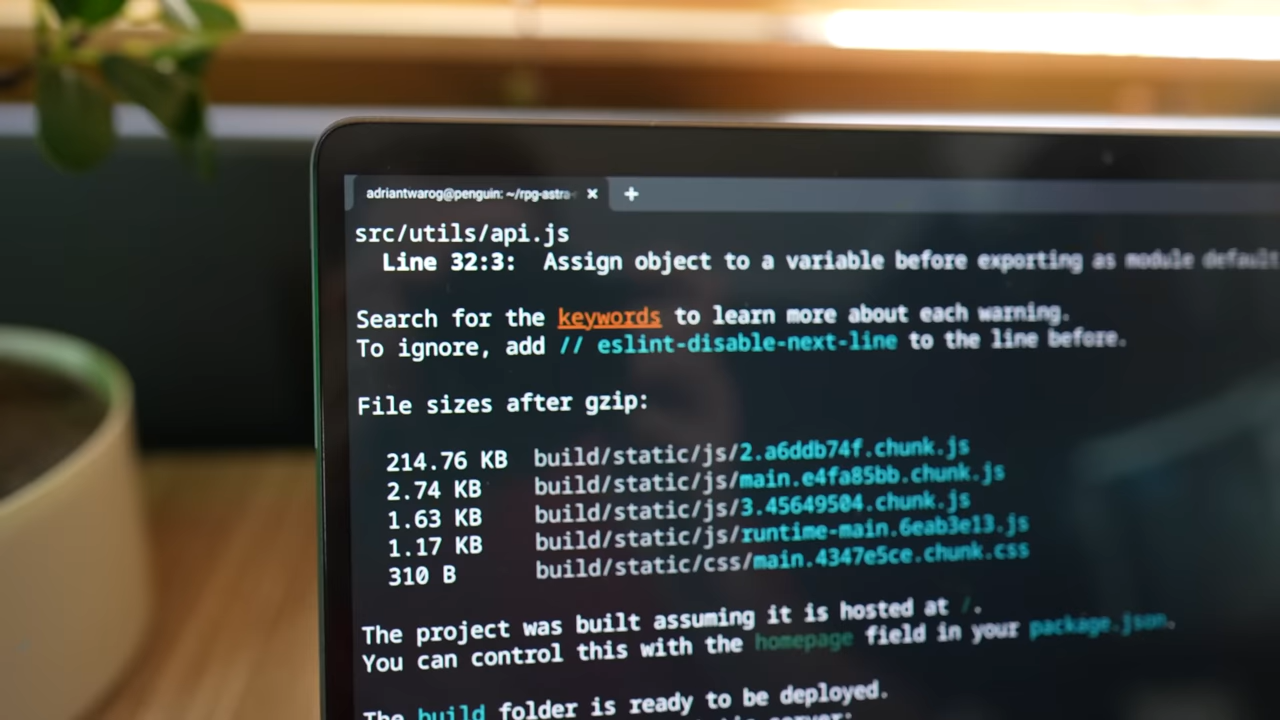 adriantwarog@penguin: ~/rpg-astra
src/utils/api.js
Line 32:3: Assign object to a variable before exporting as module default
Search for the keywords to learn more about each warning.
To ignore, add // eslint-disable-next-line to the line before.
File sizes after gzip:
214.76 KB build/static/js/2.a6ddb74f.chunk.js
2.74 KB build/static/js/main.e4fa85bb.chunk.js
1.63 KB build/static/js/3.45649504.chunk.js
1.17 KB build/static/js/runtime-main.6eab3e13.js
310 B build/static/css/main.4347e5ce.chunk.css
The project was built assuming it is hosted at /.
You can control this with the homepage field in your package.json.
The build folder is ready to be deployed.
server: